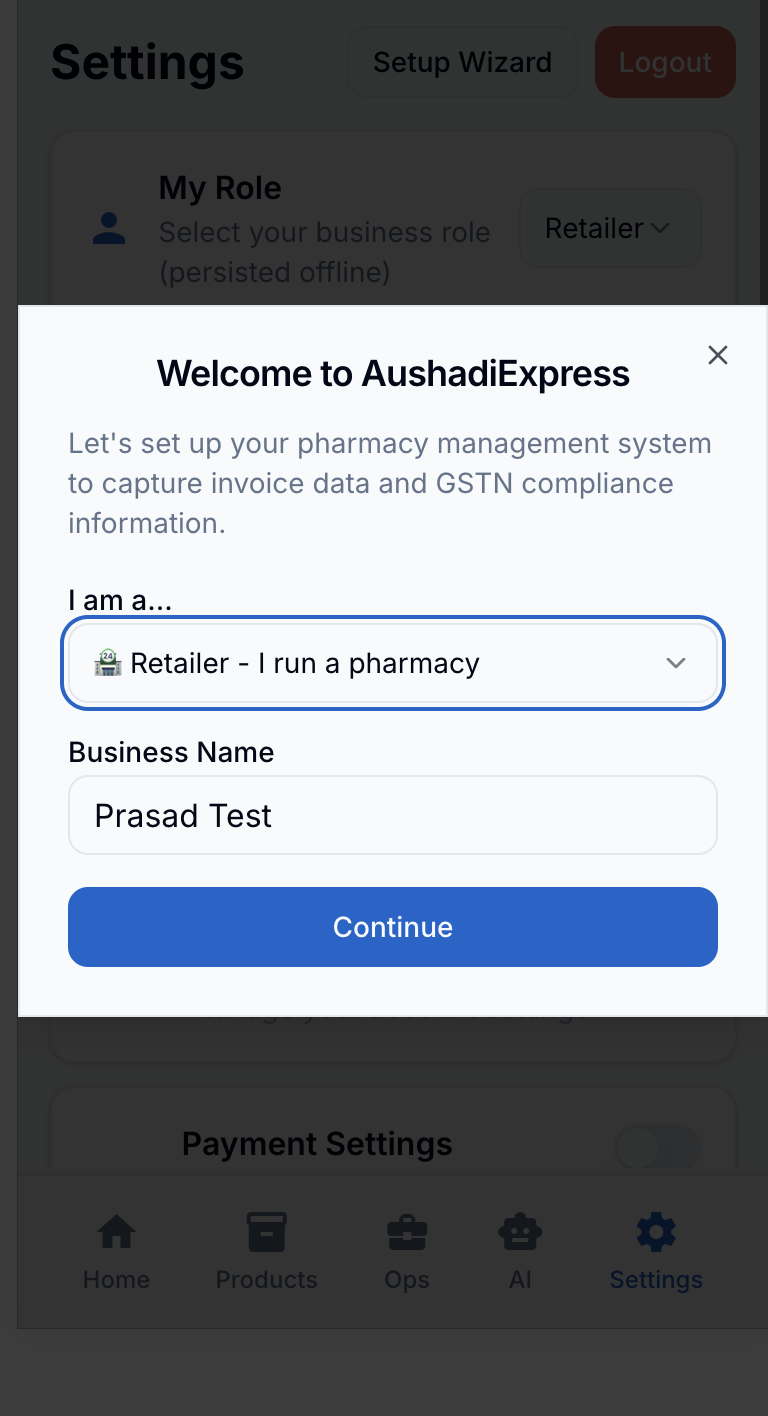 Settings
Setup Wizard
Logout
My Role
Select your business role
(persisted offline)
Retailer
Welcome to AushadiExpress
Let's set up your pharmacy management system
to capture invoice data and GSTN compliance
information.
I am a...
Retailer - I run a pharmacy
Business Name
Prasad Test
Continue
Payment Settings
Home
Products
Ops
AI
Settings